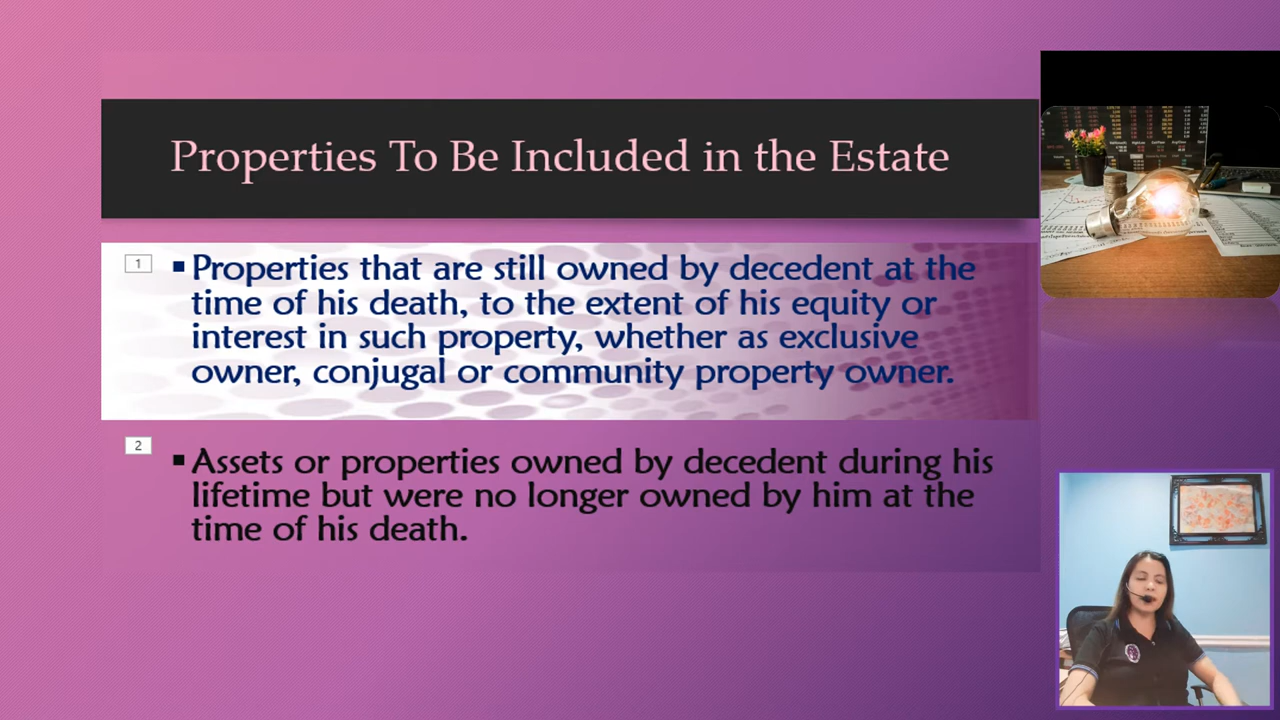 Properties To Be Included in the Estate
1
▪ Properties that are still owned by decedent at the
time of his death, to the extent of his equity or
interest in such property, whether as exclusive
owner, conjugal or community property owner.
2
▪ Assets or properties owned by decedent during his
lifetime but were no longer owned by him at the
time of his death.